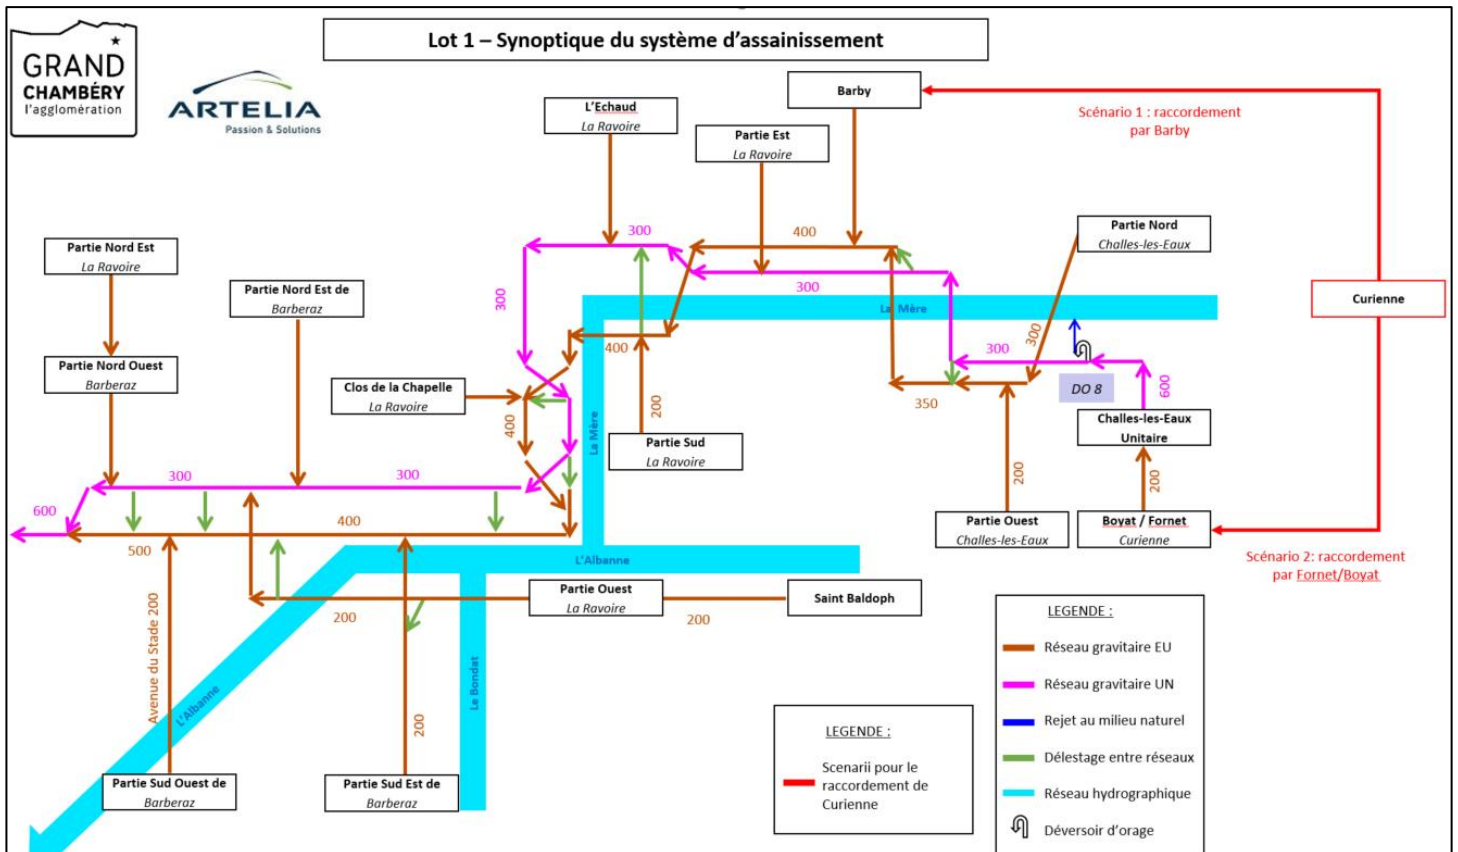 Lot 1 – Synoptique du système d'assainissement
GRAND
CHAMBÉRY
l'agglomération
ARTELIA
Passion & Solutions
Barby
Scénario 1 : raccordement
par Barby
L'Echaud
La Ravoire
Partie Est
La Ravoire
Partie Nord
Challes-les-Eaux
Partie Nord Est
La Ravoire
Partie Nord Est de
Barberaz
300
400
300
300
300
La Mère
Curienne
Partie Nord Ouest
Barberaz
400
300
300
Clos de la Chapelle
La Ravoire
DO 8
600
350
400
200
La Mère
Challes-les-Eaux
Unitaire
Partie Sud
La Ravoire
300
300
200
200
600
400
500
Partie Ouest
Challes-les-Eaux
Boyat / Fornet
Curienne
L'Albanne
Scénario 2: raccordement
par Fornet/Boyat
Partie Ouest
La Ravoire
Saint Baldoph
200
200
Avenue du Stade 200
L'Albanne
Le Bondat
200
Partie Sud Ouest de
Barberaz
Partie Sud Est de
Barberaz
LEGENDE :
Scenarii pour le
raccordement de
Curienne
LEGENDE :
Réseau gravitaire EU
Réseau gravitaire UN
Rejet au milieu naturel
Délestage entre réseaux
Réseau hydrographique
Déversoir d'orage